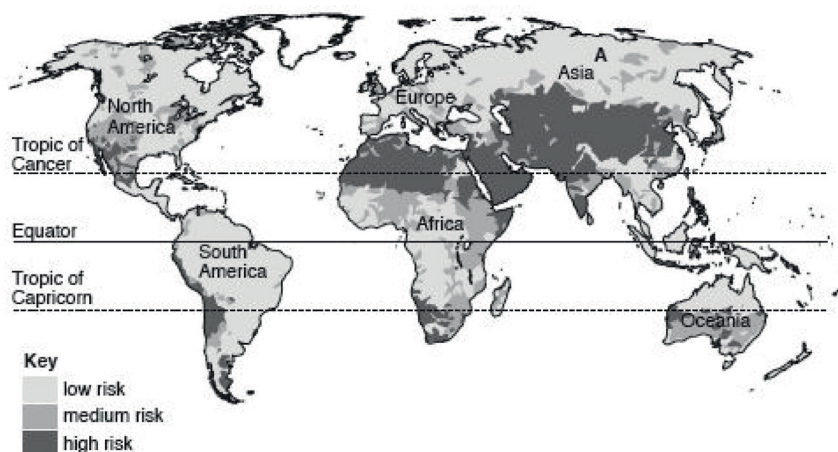 A
Asia
Europe
North
America
Tropic of
Cancer
Africa
Equator
South
America
Tropic of
Capricorn
Oceania
Key
low risk
medium risk
high risk